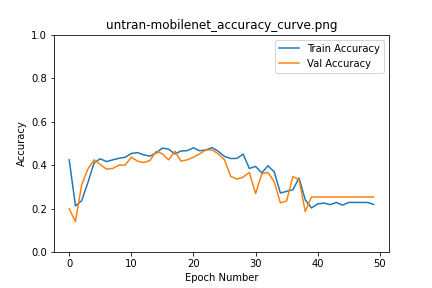 untran-mobilenet_accuracy_curve.png
Train Accuracy
Val Accuracy
1.0
0.8
0.6
0.4
0.2
0.0
Accuracy
0 10 20 30 40 50
Epoch Number